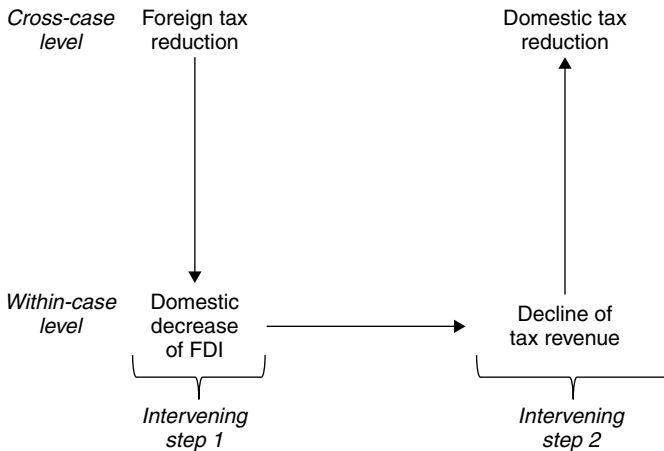 Cross-case
level
Foreign tax
reduction
Domestic tax
reduction
Within-case
level
Domestic
decrease
of FDI
Decline of
tax revenue
Intervening
step 1
Intervening
step 2